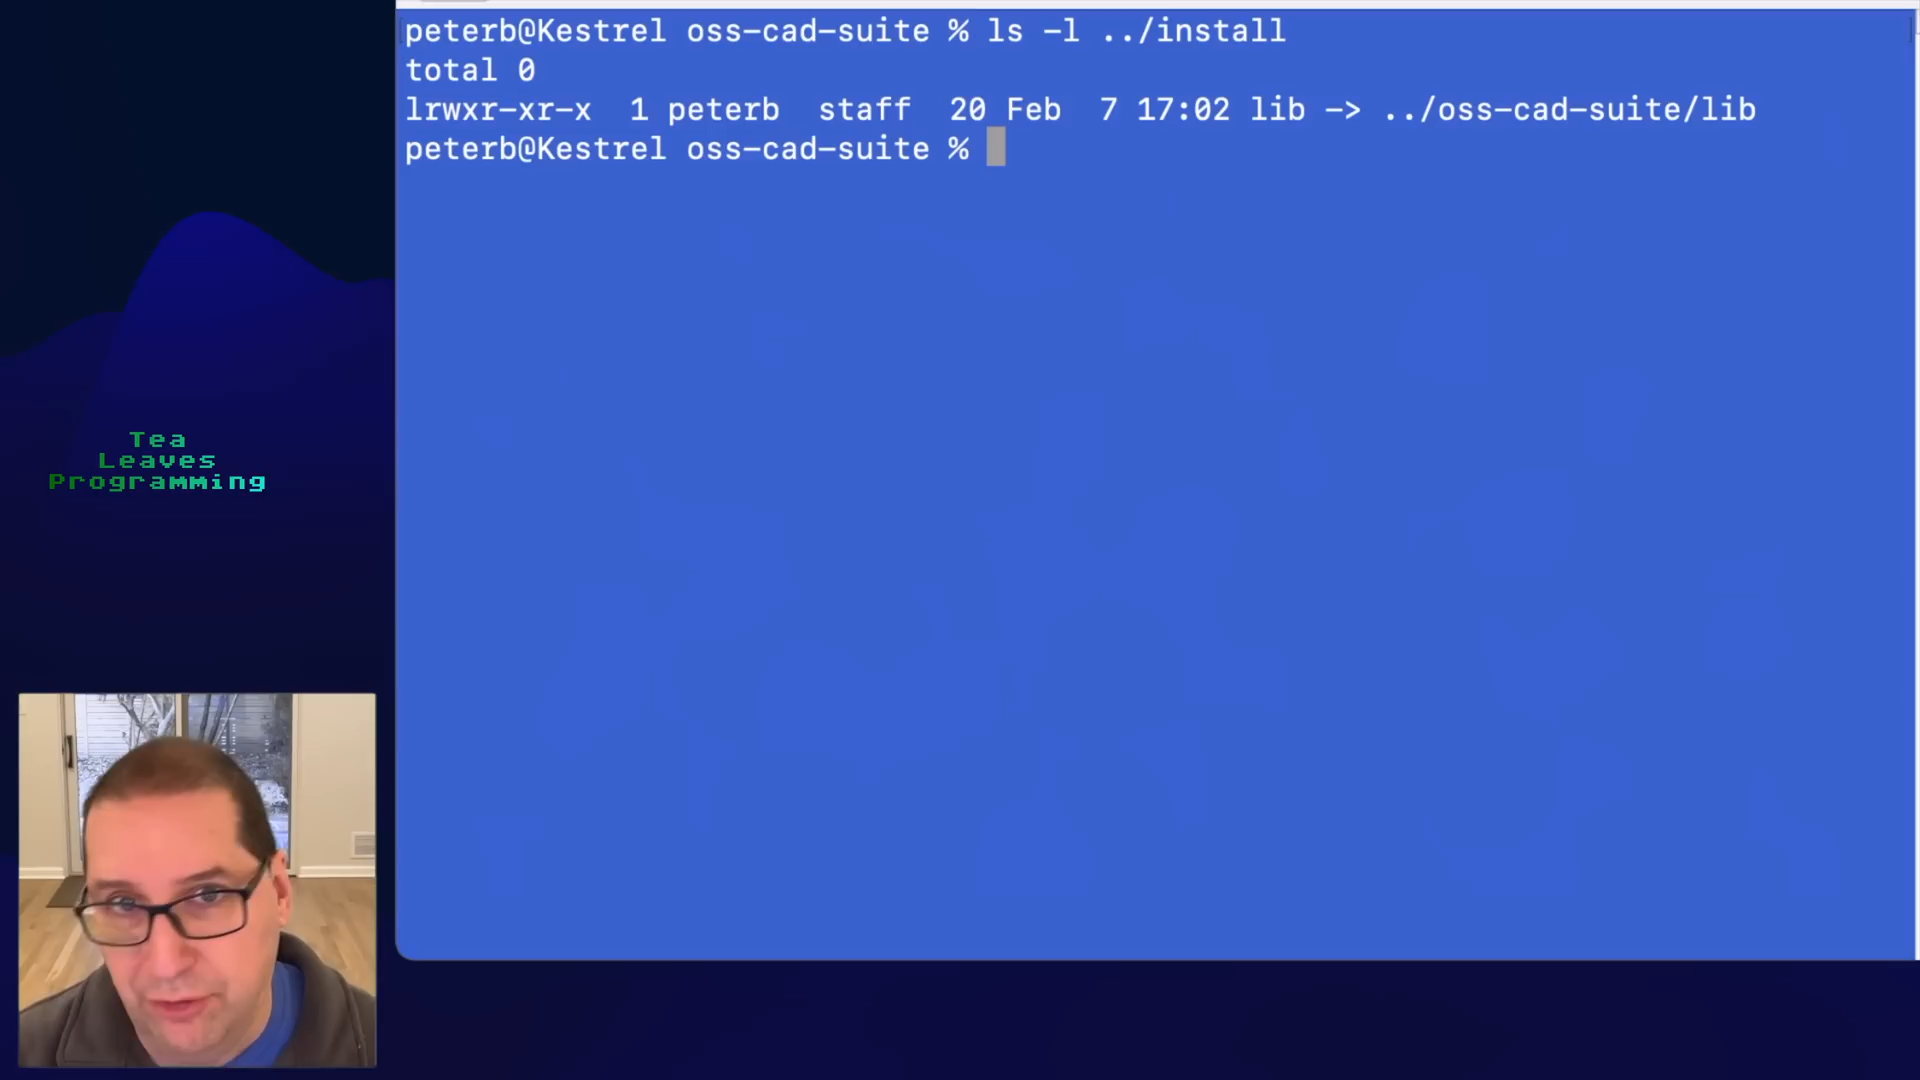 peterb@Kestrel oss-cad-suite % ls -l ../install
total 0
lrwxr-xr-x  1 peterb  staff  20 Feb  7 17:02 lib -> ../oss-cad-suite/lib
peterb@Kestrel oss-cad-suite %
Tea
Leaves
Programming